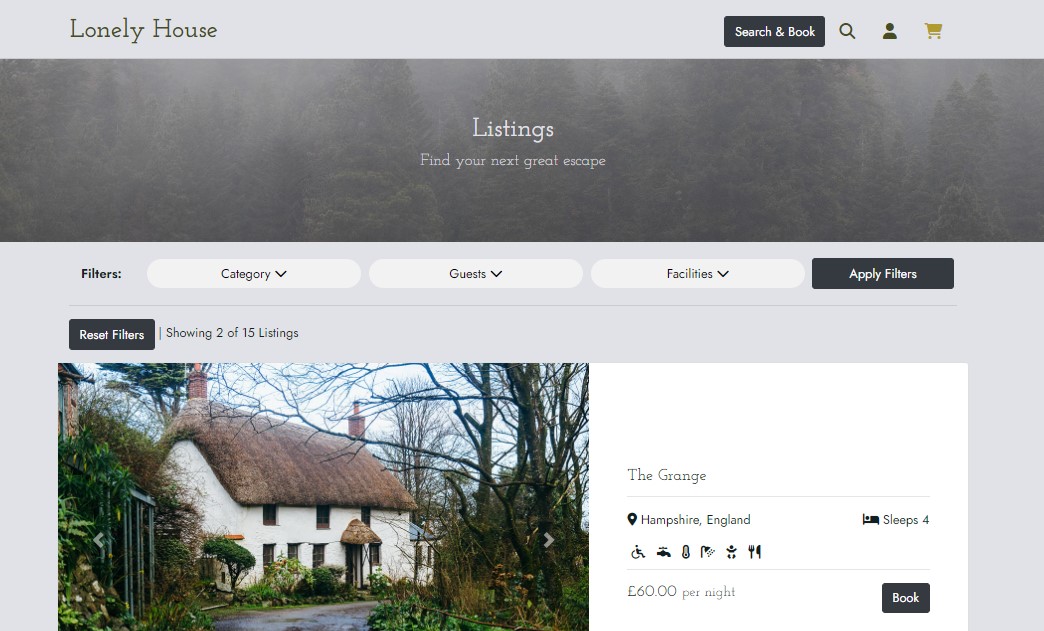 Lonely House
Search & Book
Listings
Find your next great escape
Filters:
Category
Guests
Facilities
Apply Filters
Reset Filters | Showing 2 of 15 Listings
The Grange
Hampshire, England
Sleeps 4
£60.00 per night
Book